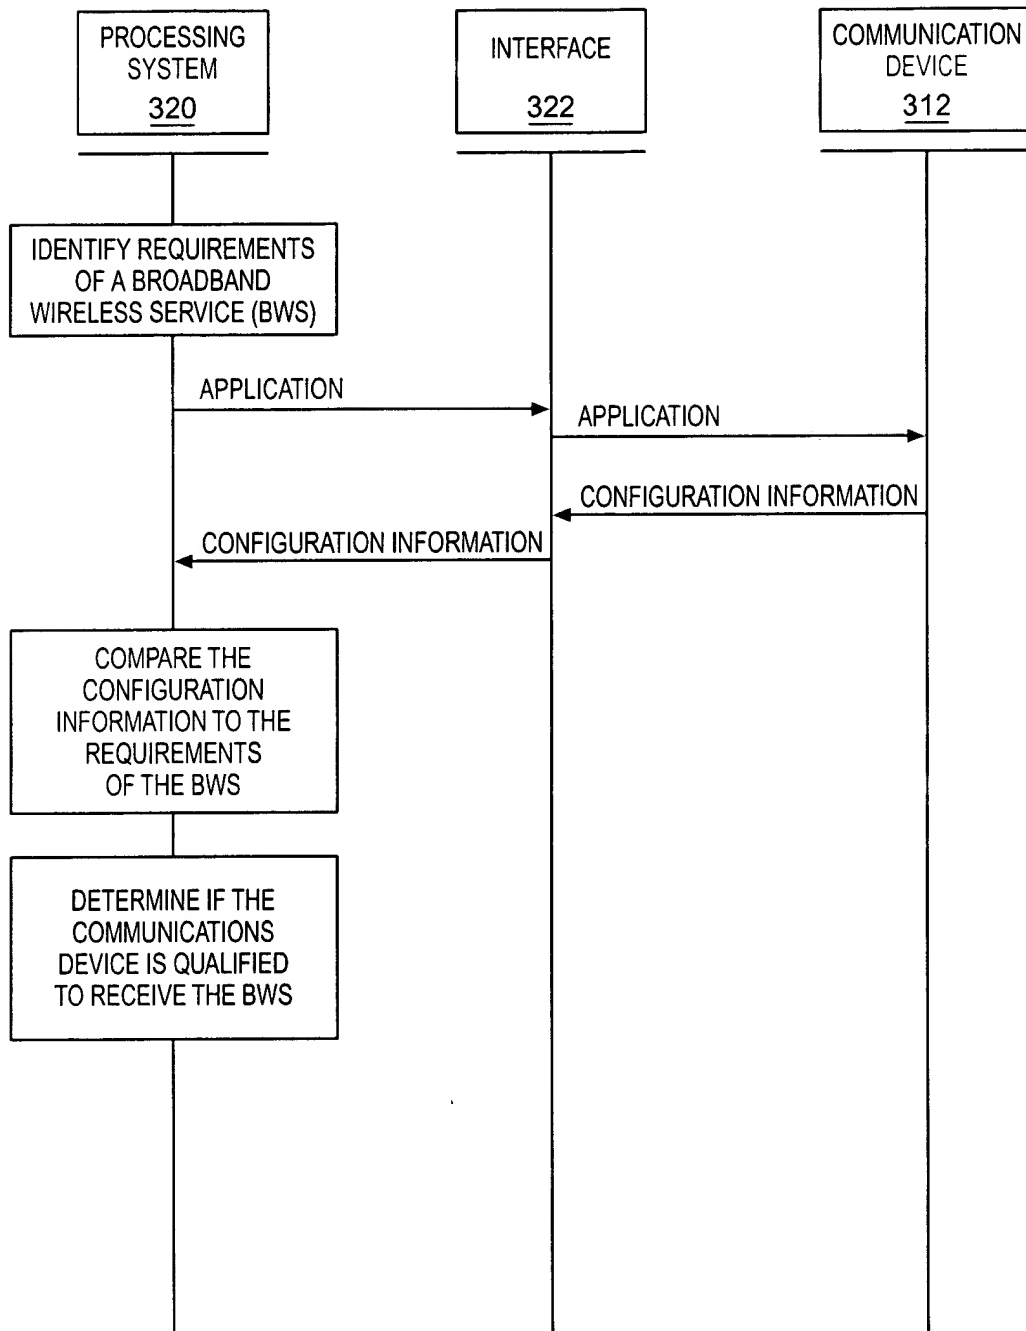 PROCESSING
SYSTEM
320
INTERFACE
322
COMMUNICATION
DEVICE
312
IDENTIFY REQUIREMENTS
OF A BROADBAND
WIRELESS SERVICE (BWS)
APPLICATION
APPLICATION
CONFIGURATION INFORMATION
CONFIGURATION INFORMATION
COMPARE THE
CONFIGURATION
INFORMATION TO THE
REQUIREMENTS
OF THE BWS
DETERMINE IF THE
COMMUNICATIONS
DEVICE IS QUALIFIED
TO RECEIVE THE BWS